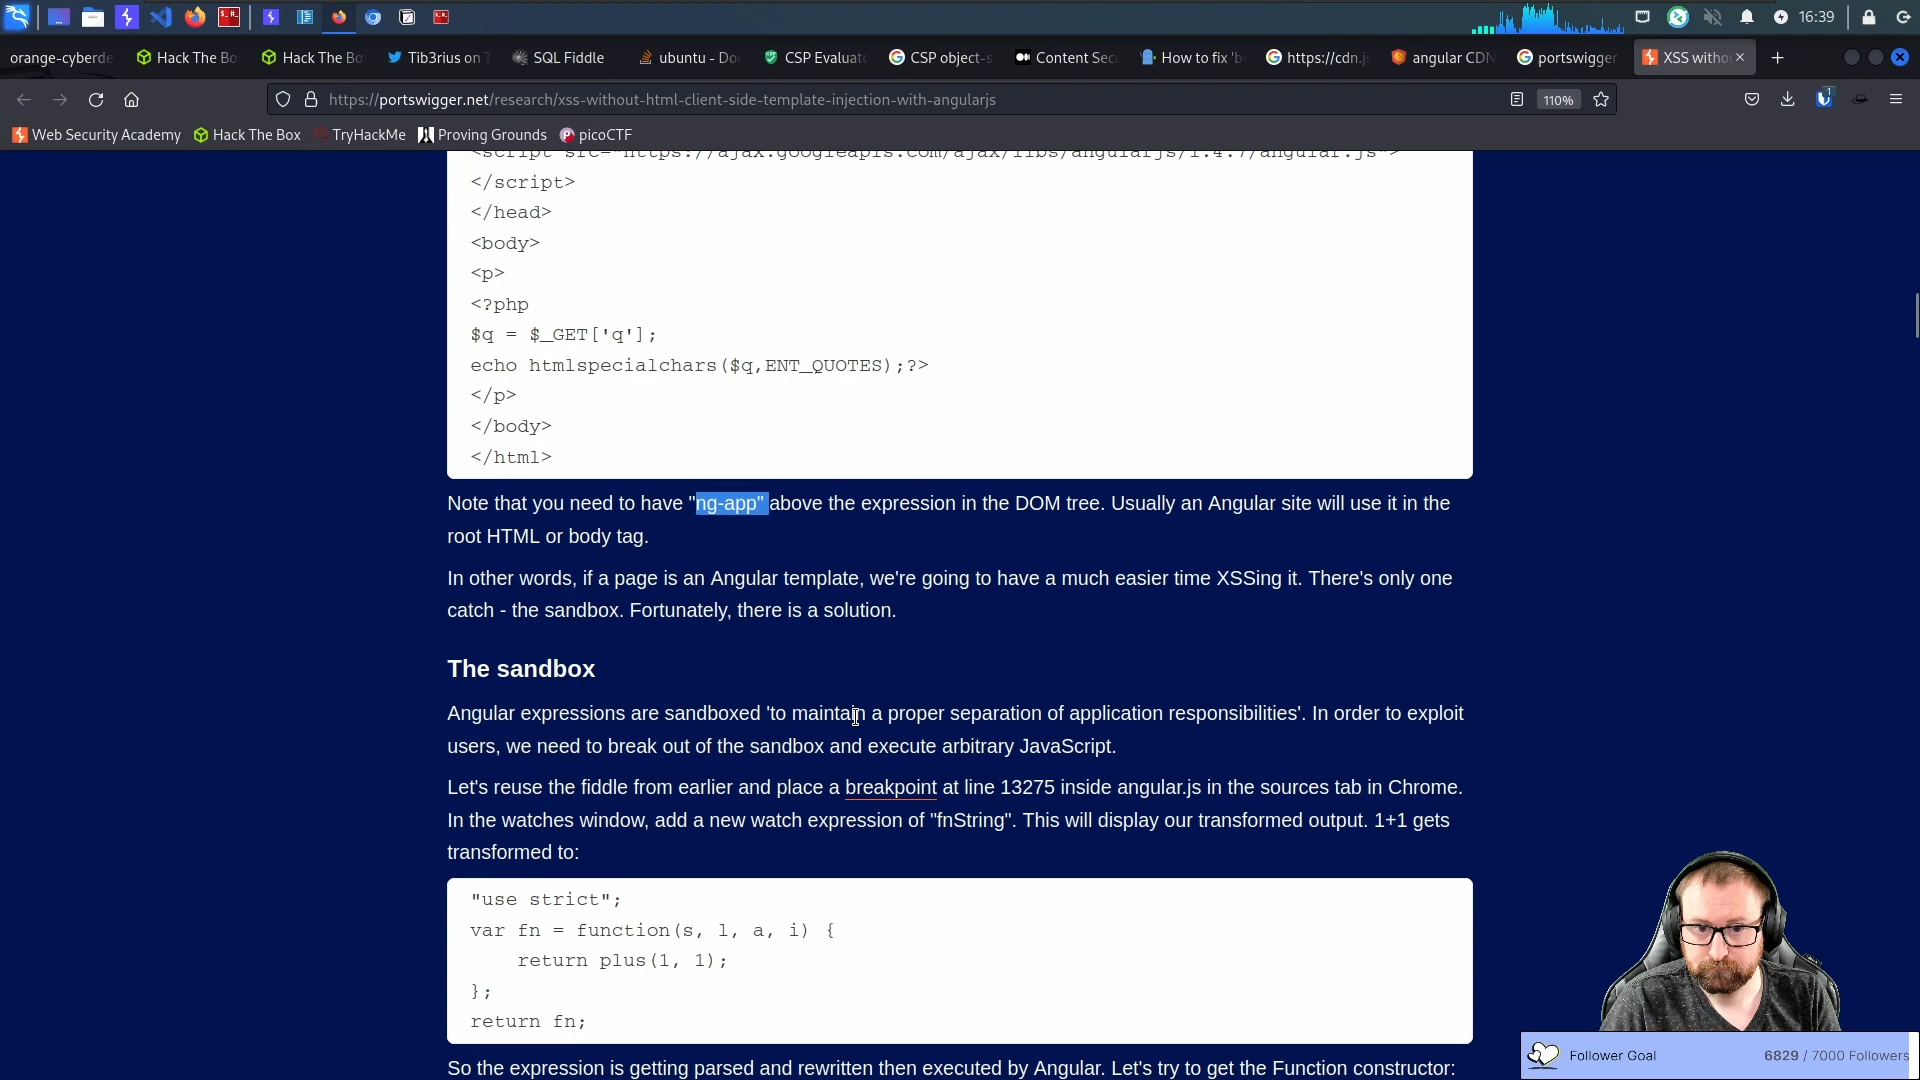 16:39
orange-cyberde
Hack The Bo
Hack The Bo
Tib3rius on T
SQL Fiddle
ubuntu - Do
CSP Evaluat
CSP object-s
Content Sec
How to fix 'b
https://cdn.j
angular CDN
portswigger
XSS witho
https://portswigger.net/research/xss-without-html-client-side-template-injection-with-angularjs
110%
1
Web Security Academy
Hack The Box
TryHackMe
Proving Grounds
picoCTF
<script src="https://ajax.googleapis.com/ajax/libs/angularjs/1.4.7/angular.js">
</script>
</head>
<body>
<p>
<?php
$q = $_GET['q'];
echo htmlspecialchars($q,ENT_QUOTES);?>
</p>
</body>
</html>
Note that you need to have "ng-app" above the expression in the DOM tree. Usually an Angular site will use it in the
root HTML or body tag.
In other words, if a page is an Angular template, we're going to have a much easier time XSSing it. There's only one
catch - the sandbox. Fortunately, there is a solution.
The sandbox
Angular expressions are sandboxed 'to maintain a proper separation of application responsibilities'. In order to exploit
users, we need to break out of the sandbox and execute arbitrary JavaScript.
Let's reuse the fiddle from earlier and place a breakpoint at line 13275 inside angular.js in the sources tab in Chrome.
In the watches window, add a new watch expression of "fnString". This will display our transformed output. 1+1 gets
transformed to:
"use strict";
var fn = function(s, l, a, i) {
return plus(1, 1);
};
return fn;
So the expression is getting parsed and rewritten then executed by Angular. Let's try to get the Function constructor:
Follower Goal
6829 / 7000 Followers